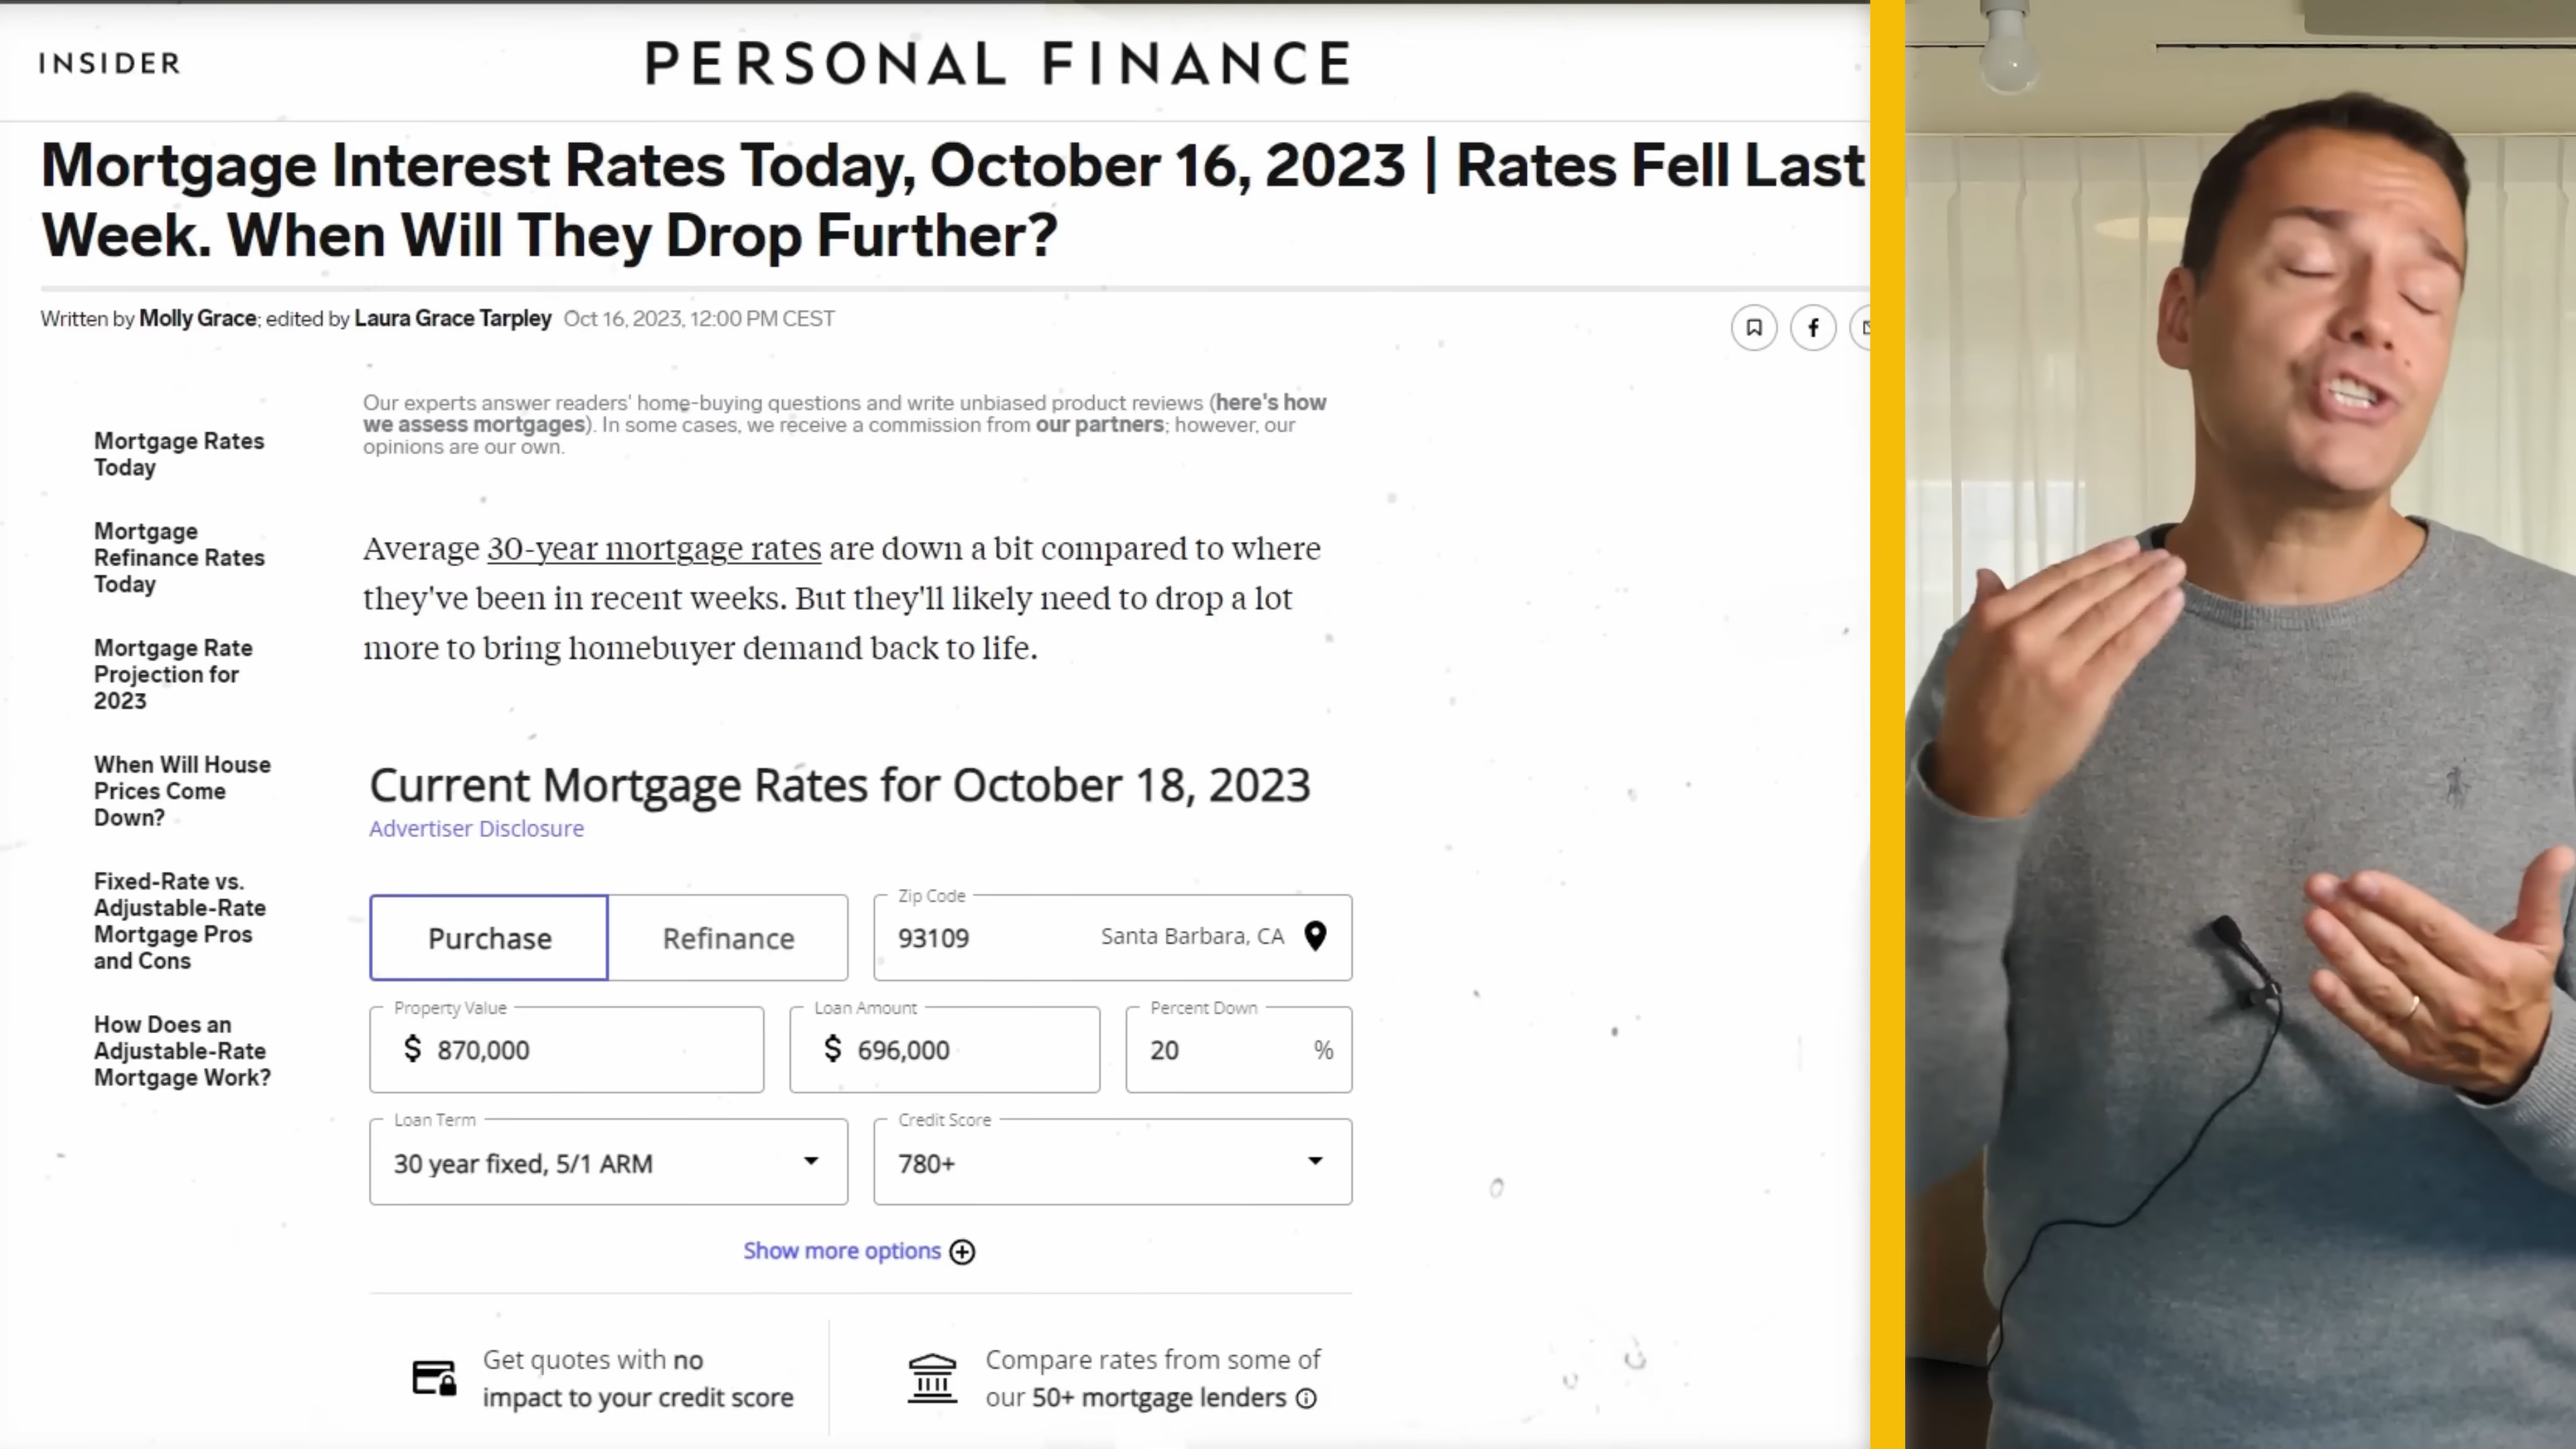 INSIDER
PERSONAL FINANCE
Mortgage Interest Rates Today, October 16, 2023 | Rates Fell Last
Week. When Will They Drop Further?
Written by Molly Grace; edited by Laura Grace Tarpley Oct 16, 2023, 12:00 PM CEST
Our experts answer readers' home-buying questions and write unbiased product reviews (here's how
we assess mortgages). In some cases, we receive a commission from our partners; however, our
opinions are our own.
Mortgage Rates
Today
Mortgage
Refinance Rates
Today
Mortgage Rate
Projection for
2023
When Will House
Prices Come
Down?
Fixed-Rate vs.
Adjustable-Rate
Mortgage Pros
and Cons
How Does an
Adjustable-Rate
Mortgage Work?
Average 30-year mortgage rates are down a bit compared to where
they've been in recent weeks. But they'll likely need to drop a lot
more to bring homebuyer demand back to life.
Current Mortgage Rates for October 18, 2023
Advertiser Disclosure
Purchase
Refinance
Zip Code
93109
Santa Barbara, CA
Property Value
$ 870,000
Loan Amount
$ 696,000
Percent Down
20 %
Loan Term
30 year fixed, 5/1 ARM
Credit Score
780+
Show more options
Get quotes with no
impact to your credit score
Compare rates from some of
our 50+ mortgage lenders